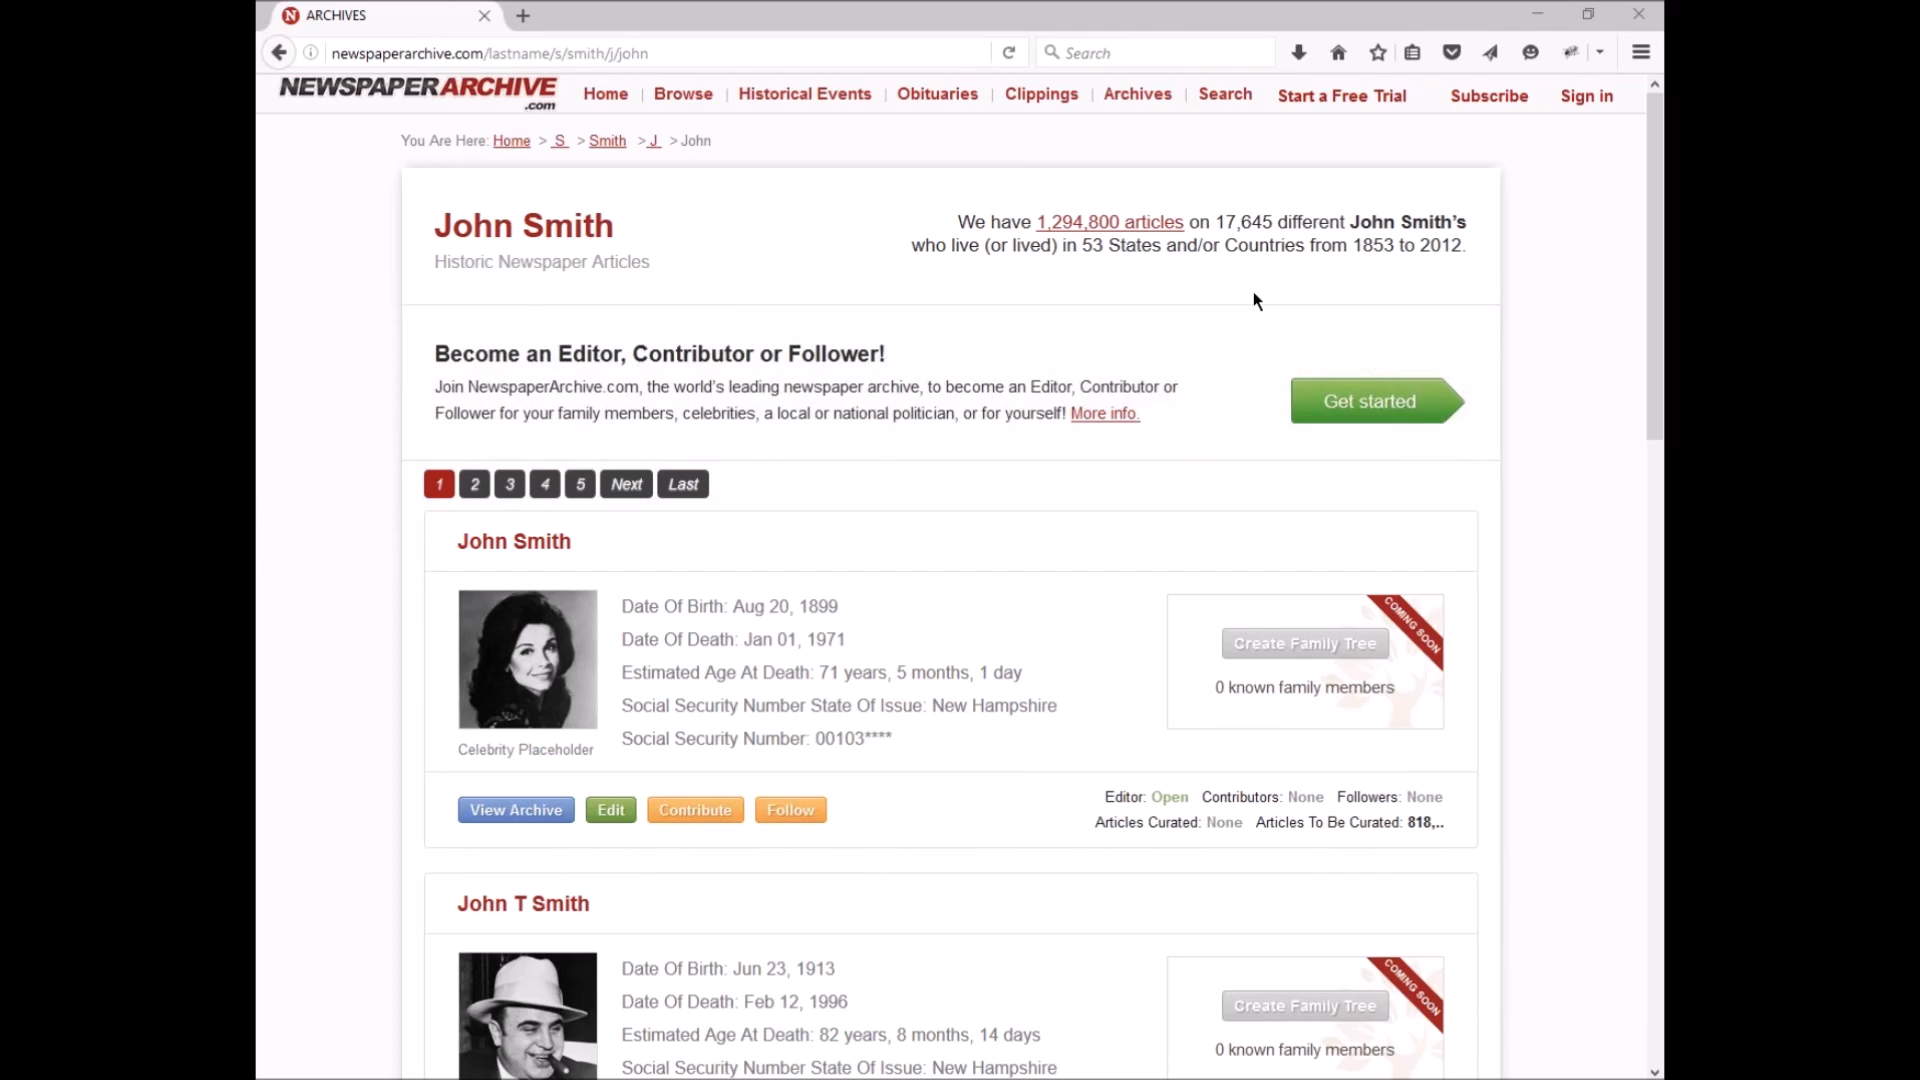 ARCHIVES
newspaperarchive.com/lastname/s/smith/j/john
Search
NEWSPAPERARCHIVE
.com
Home | Browse | Historical Events | Obituaries | Clippings | Archives | Search Start a Free Trial Subscribe Sign in
You Are Here: Home > S > Smith > J > John
John Smith
Historic Newspaper Articles
We have 1,294,800 articles on 17,645 different John Smith's
who live (or lived) in 53 States and/or Countries from 1853 to 2012.
Become an Editor, Contributor or Follower!
Join NewspaperArchive.com, the world's leading newspaper archive, to become an Editor, Contributor or
Follower for your family members, celebrities, a local or national politician, or for yourself! More info.
Get started
1 2 3 4 5 Next Last
John Smith
Date Of Birth: Aug 20, 1899
Date Of Death: Jan 01, 1971
Estimated Age At Death: 71 years, 5 months, 1 day
Social Security Number State Of Issue: New Hampshire
Social Security Number: 00103****
Celebrity Placeholder
COMING SOON
Create Family Tree
0 known family members
View Archive Edit Contribute Follow
Editor: Open Contributors: None Followers: None
Articles Curated: None Articles To Be Curated: 818,..
John T Smith
Date Of Birth: Jun 23, 1913
Date Of Death: Feb 12, 1996
Estimated Age At Death: 82 years, 8 months, 14 days
Social Security Number State Of Issue: New Hampshire
COMING SOON
Create Family Tree
0 known family members